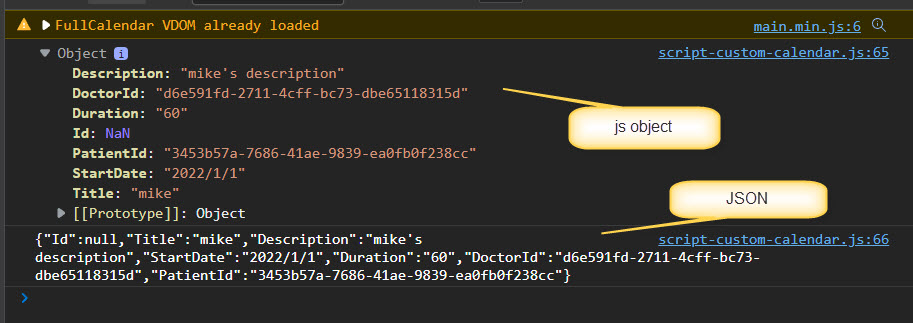 FullCalendar VDOM already loaded main.min.js:6
Object i script-custom-calendar.js:65
Description: "mike's description"
DoctorId: "d6e591fd-2711-4cff-bc73-dbe65118315d"
Duration: "60"
js object
Id: NaN
PatientId: "3453b57a-7686-41ae-9839-ea0fb0f238cc"
StartDate: "2022/1/1"
Title: "mike"
JSON
[[Prototype]]: Object
{"Id":null,"Title":"mike","Description":"mike's script-custom-calendar.js:66
description","StartDate":"2022/1/1","Duration":"60","DoctorId":"d6e591fd-2711-4cff-bc73-
dbe65118315d","PatientId":"3453b57a-7686-41ae-9839-ea0fb0f238cc"}